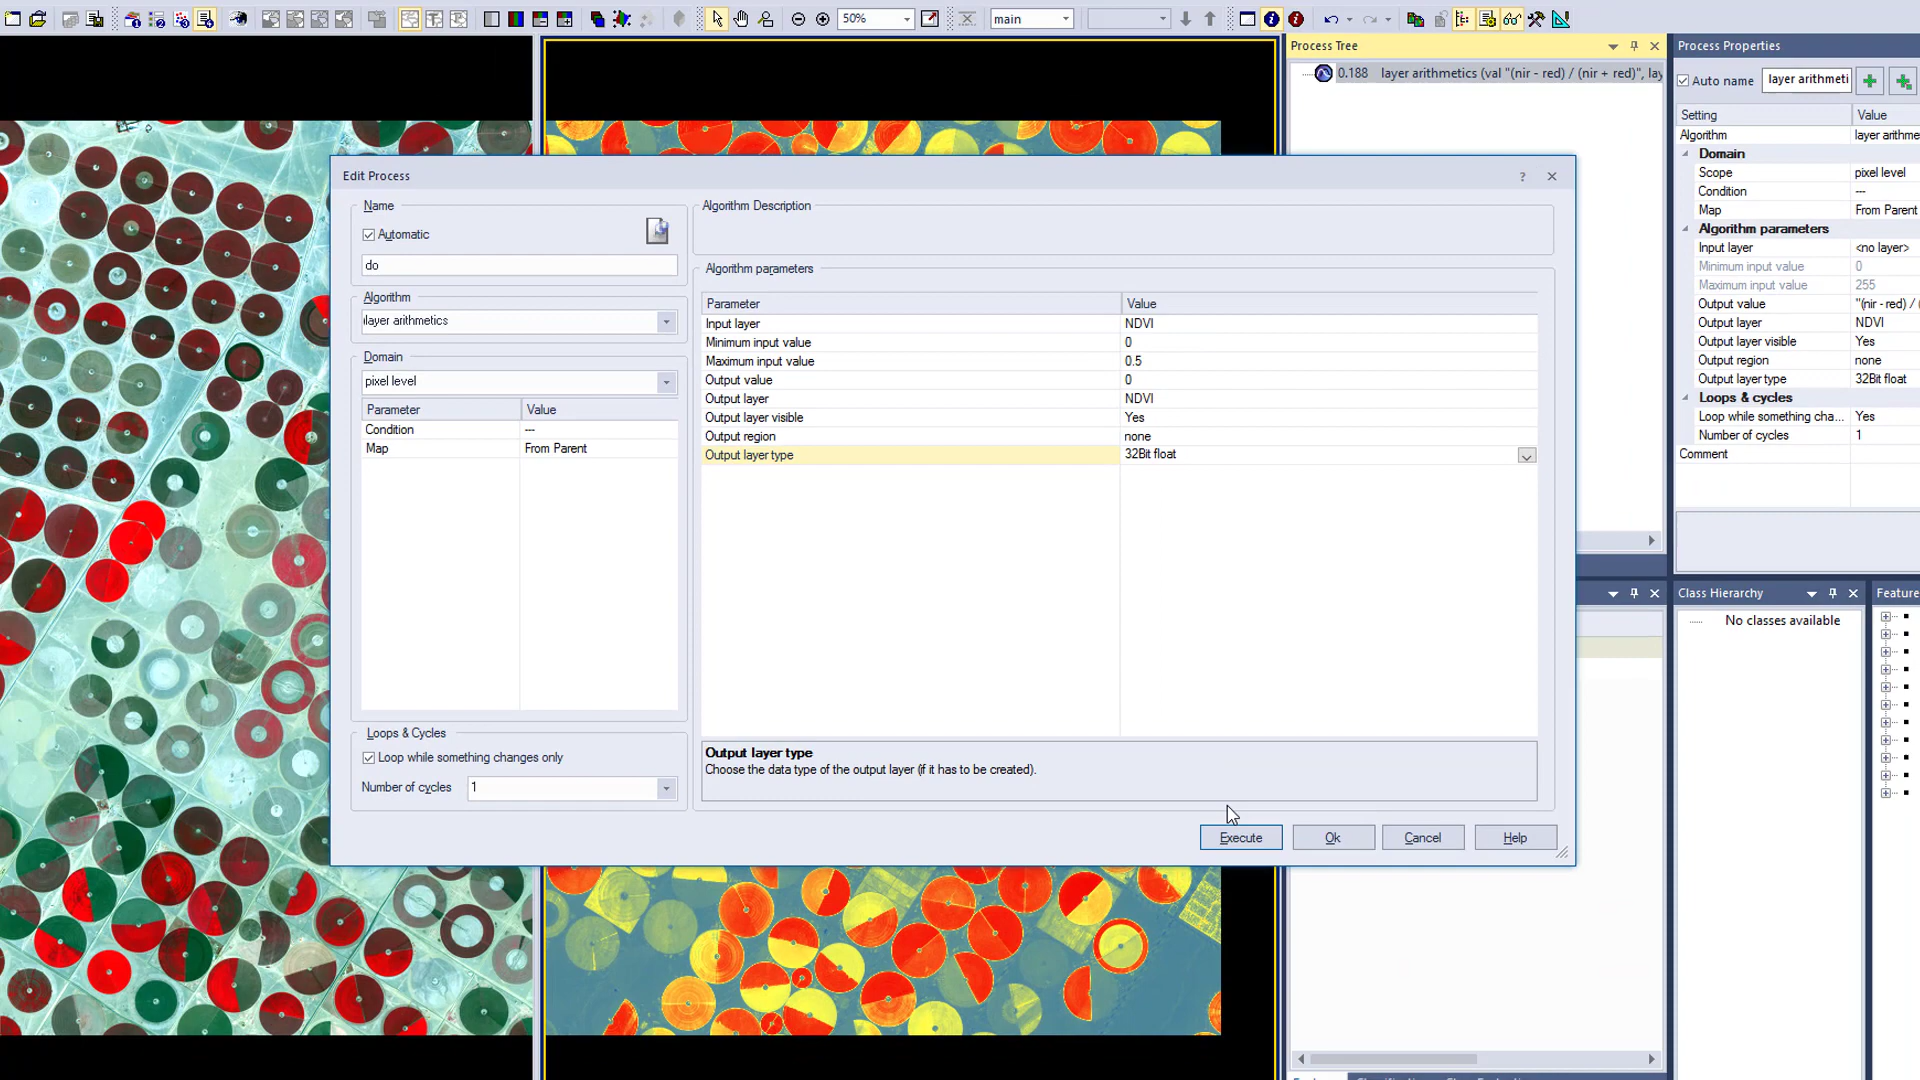 50%
main
Process Tree
0.188 layer arithmetics (val "(nir - red) / (nir + red)", lay
Process Properties
Auto name
layer arithmeti
Setting Value
Algorithm layer arithme
Domain
Scope pixel level
Condition ---
Map From Parent
Algorithm parameters
Input layer <no layer>
Minimum input value 0
Maximum input value 255
Output value "(nir - red) / (
Output layer NDVI
Output layer visible Yes
Output region none
Output layer type 32Bit float
Loops & cycles
Loop while something cha... Yes
Number of cycles 1
Comment
Edit Process
?
Name
Automatic
do
Algorithm
layer arithmetics
Domain
pixel level
Parameter Value
Condition ---
Map From Parent
Loops & Cycles
Loop while something changes only
Number of cycles 1
Algorithm Description
Algorithm parameters
Parameter Value
Input layer NDVI
Minimum input value 0
Maximum input value 0.5
Output value 0
Output layer NDVI
Output layer visible Yes
Output region none
Output layer type 32Bit float
Output layer type
Choose the data type of the output layer (if it has to be created).
Execute
Ok
Cancel
Help
Class Hierarchy
No classes available
Feature